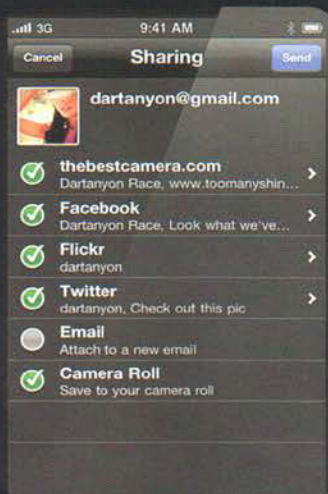 3G 9:41 AM
Cancel Sharing Send
dartanyon@gmail.com
thebestcamera.com
Dartanyon Race, www.toomanyshin...
Facebook
Dartanyon Race, Look what we've...
Flickr
dartanyon
Twitter
dartanyon, Check out this pic
Email
Attach to a new email
Camera Roll
Save to your camera roll